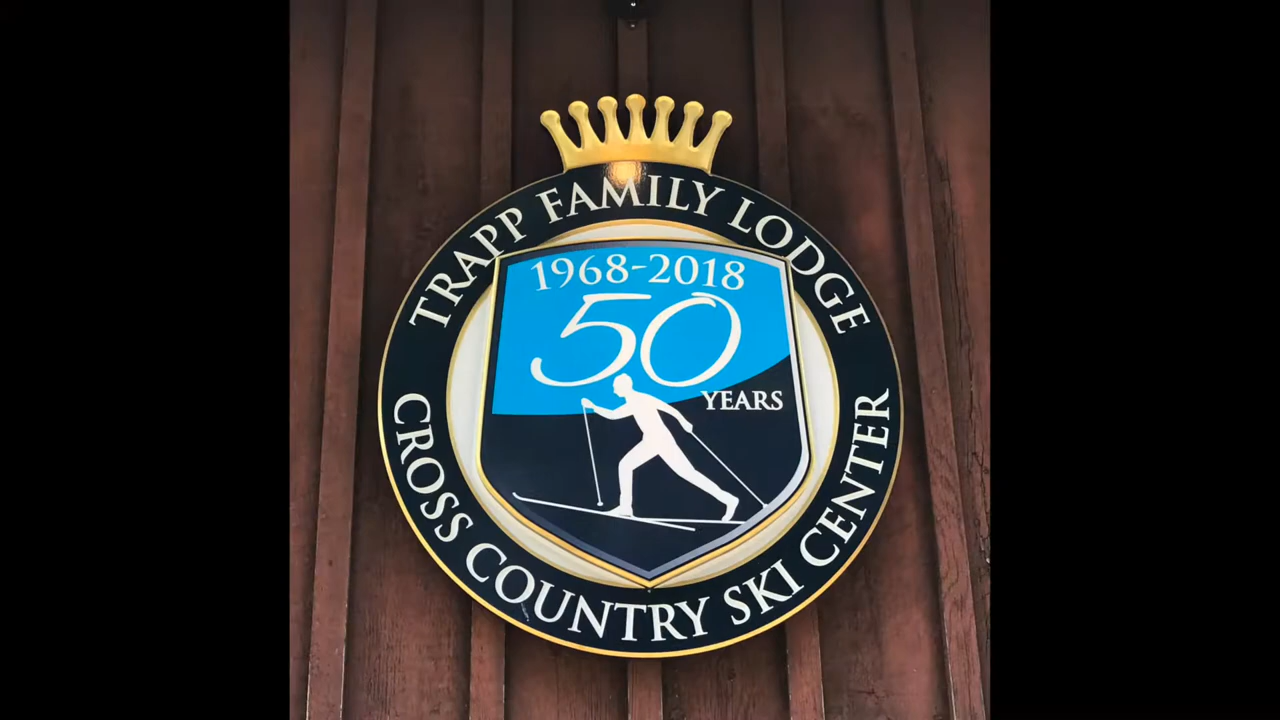 TRAPP FAMILY LODGE
1968-2018
50
YEARS
CROSS COUNTRY SKI CENTER